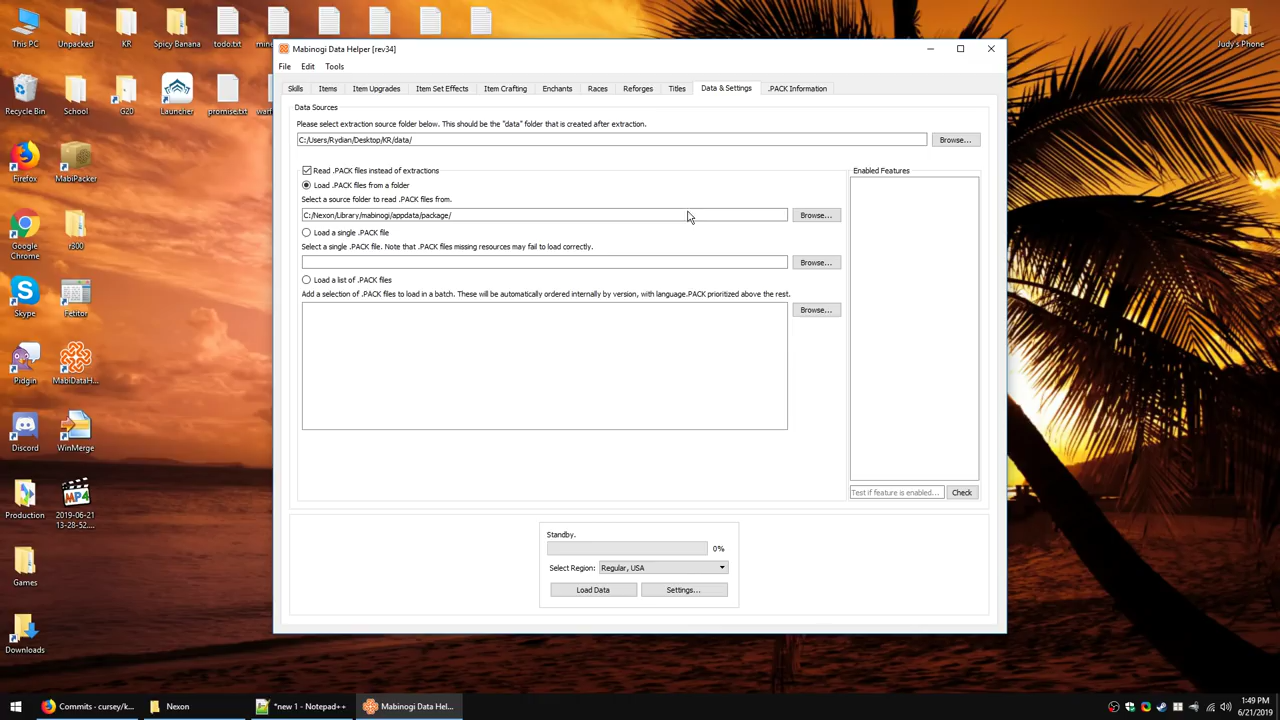 This PC
Unpacked
KR
Spicy Banana
todo.txt
Judy's Phone
Recycle Bin
School
G20
Launcher
promise.txt
Firefox
MabiPacker
Google Chrome
r300
Skype
Fetitor
Pidgin
MabiDataH...
Discord
WinMerge
Production
2019-06-21 13-28-52....
Games
Downloads
Mabinogi Data Helper [rev34]
File Edit Tools
Skills Items Item Upgrades Item Set Effects Item Crafting Enchants Races Reforges Titles Data & Settings .PACK Information
Data Sources
Please select extraction source folder below. This should be the "data" folder that is created after extraction.
C:/Users/Rydian/Desktop/KR/data/ Browse...
Read .PACK files instead of extractions
Enabled Features
Load .PACK files from a folder
Select a source folder to read .PACK files from.
C:/Nexon/Library/mabinogi/appdata/package/ Browse...
Load a single .PACK file
Select a single .PACK file. Note that .PACK files missing resources may fail to load correctly.
Browse...
Load a list of .PACK files
Add a selection of .PACK files to load in a batch. These will be automatically ordered internally by version, with language.PACK prioritized above the rest.
Browse...
Test if feature is enabled... Check
Standby.
0%
Select Region: Regular, USA
Load Data Settings...
Commits - cursey/k... Nexon *new 1 - Notepad++ Mabinogi Data Hel...
1:49 PM
6/21/2019